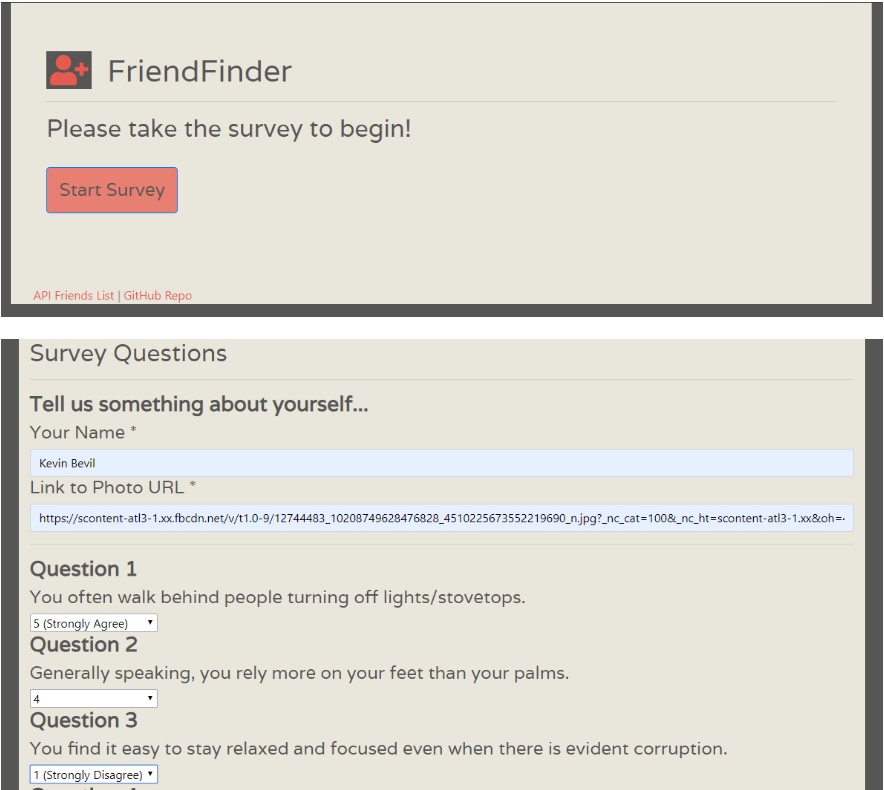 FriendFinder
Please take the survey to begin!
Start Survey
API Friends List | GitHub Repo
Survey Questions
Tell us something about yourself...
Your Name *
Kevin Bevil
Link to Photo URL *
https://scontent-atl3-1.xx.fbcdn.net/v/t1.0-9/12744483_10208749628476828_4510225673552219690_n.jpg?_nc_cat=100&_nc_ht=scontent-atl3-1.xx&oh=
Question 1
You often walk behind people turning off lights/stovetops.
5 (Strongly Agree)
Question 2
Generally speaking, you rely more on your feet than your palms.
4
Question 3
You find it easy to stay relaxed and focused even when there is evident corruption.
1 (Strongly Disagree)